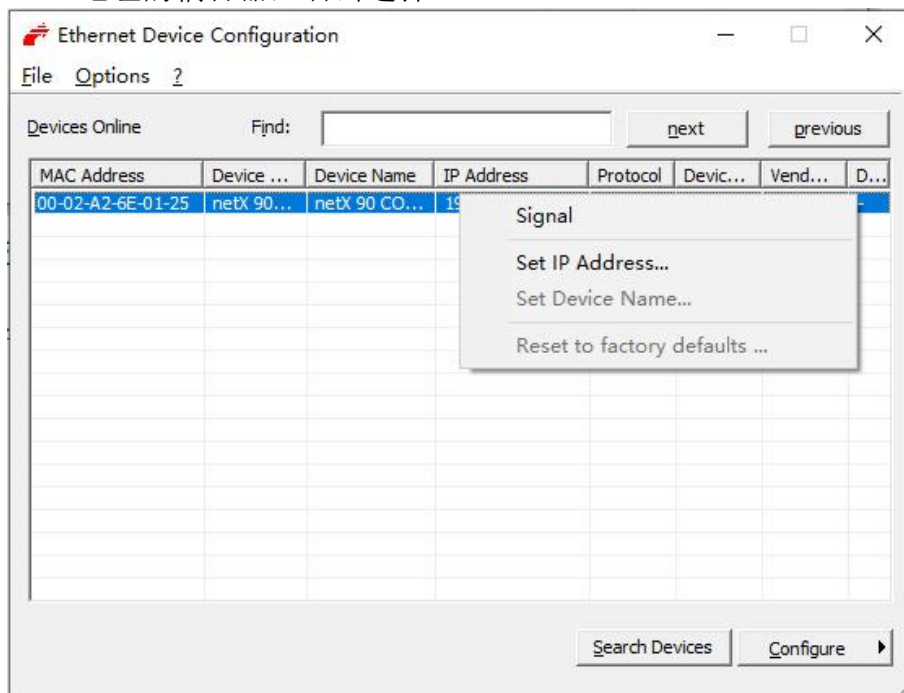 Ethernet Device Configuration
File Options ?
Devices Online Find: next previous
MAC Address Device ... Device Name IP Address Protocol Devic... Vend... D...
00-02-A2-6E-01-25 netX 90... netX 90 CO... 19
Signal
Set IP Address...
Set Device Name...
Reset to factory defaults ...
Search Devices Configure